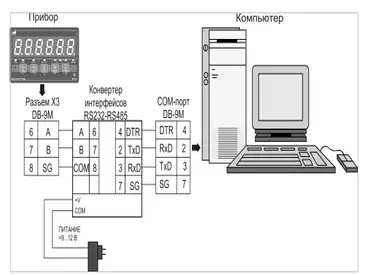 Прибор
Компьютер
Разъем X3
DB-9M
Конвертер
интерфейсов
RS232-RS485
COM-порт
DB-9M
6 A A 6 4 DTR DTR 4
7 B B 7 2 TxD RxD 2
8 SG COM 8 3 RxD TxD 3
7 SG SG 7
+V
COM
ПИТАНИЕ
=9...12 В